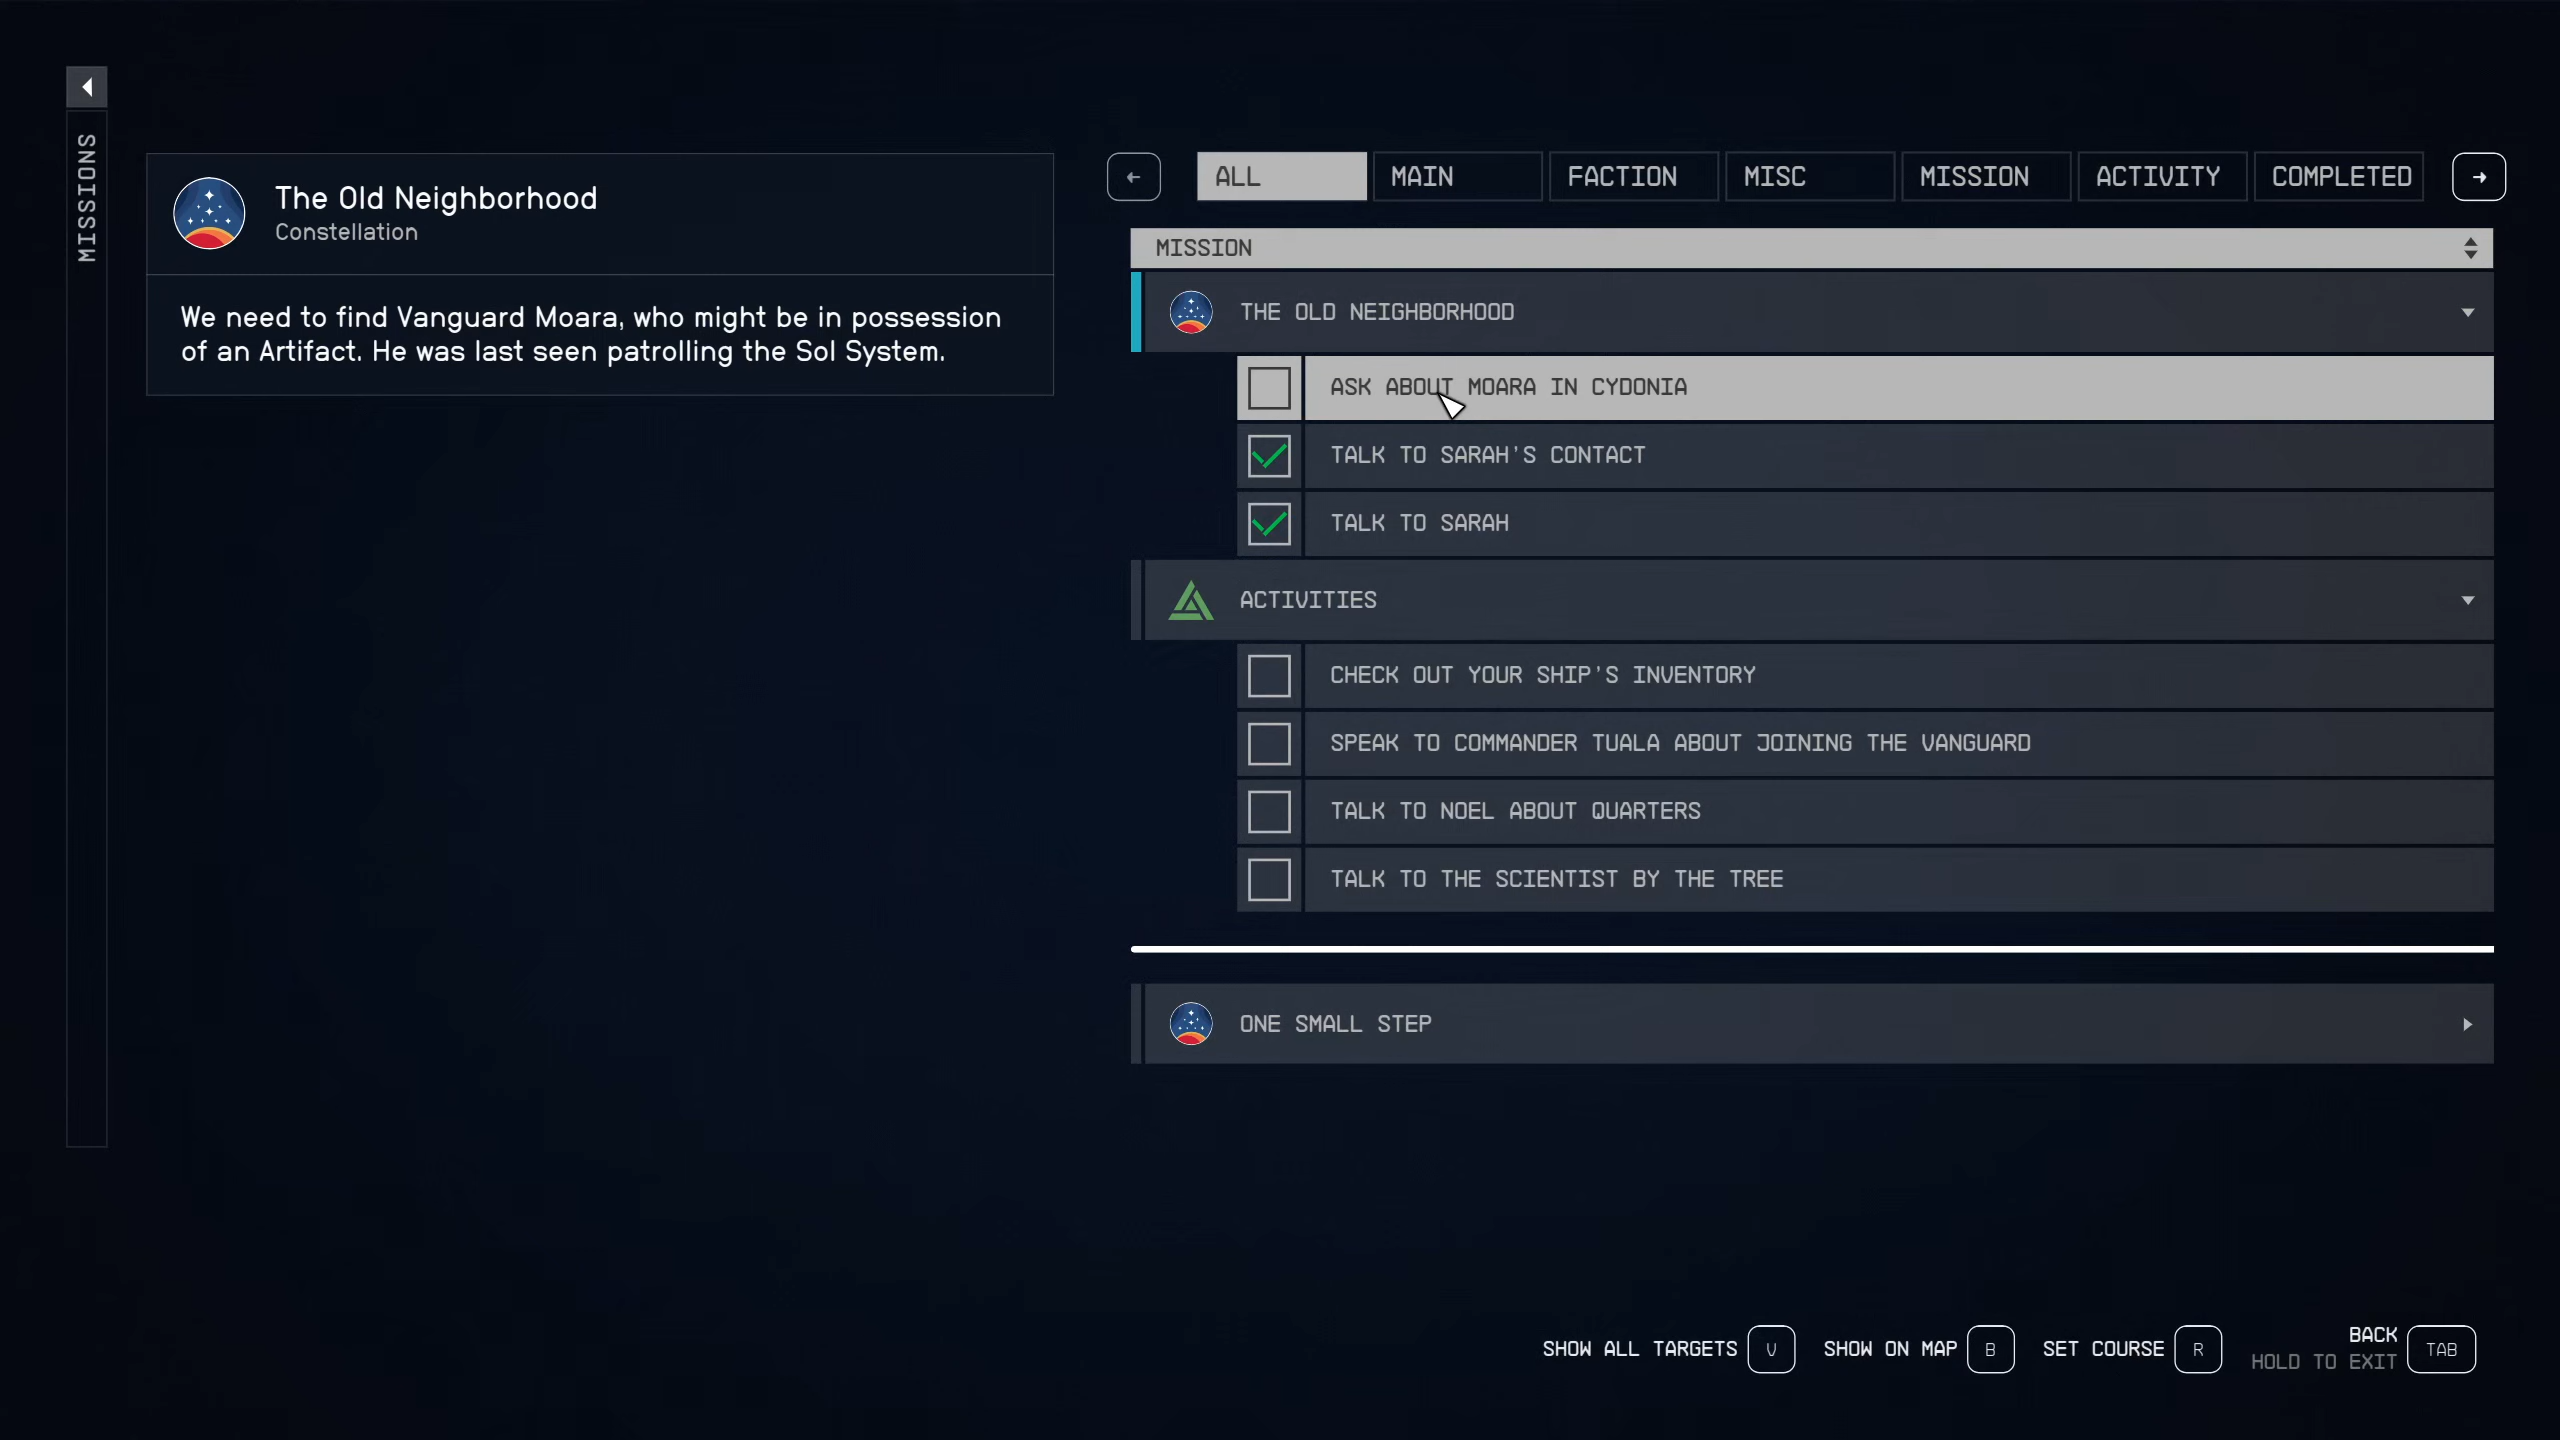 MISSIONS
The Old Neighborhood
Constellation
We need to find Vanguard Moara, who might be in possession
of an Artifact. He was last seen patrolling the Sol System.
ALL
MAIN
FACTION
MISC
MISSION
ACTIVITY
COMPLETED
MISSION
THE OLD NEIGHBORHOOD
ASK ABOUT MOARA IN CYDONIA
TALK TO SARAH'S CONTACT
TALK TO SARAH
ACTIVITIES
CHECK OUT YOUR SHIP'S INVENTORY
SPEAK TO COMMANDER TUALA ABOUT JOINING THE VANGUARD
TALK TO NOEL ABOUT QUARTERS
TALK TO THE SCIENTIST BY THE TREE
ONE SMALL STEP
SHOW ALL TARGETS V
SHOW ON MAP B
SET COURSE R
BACK
HOLD TO EXIT
TAB